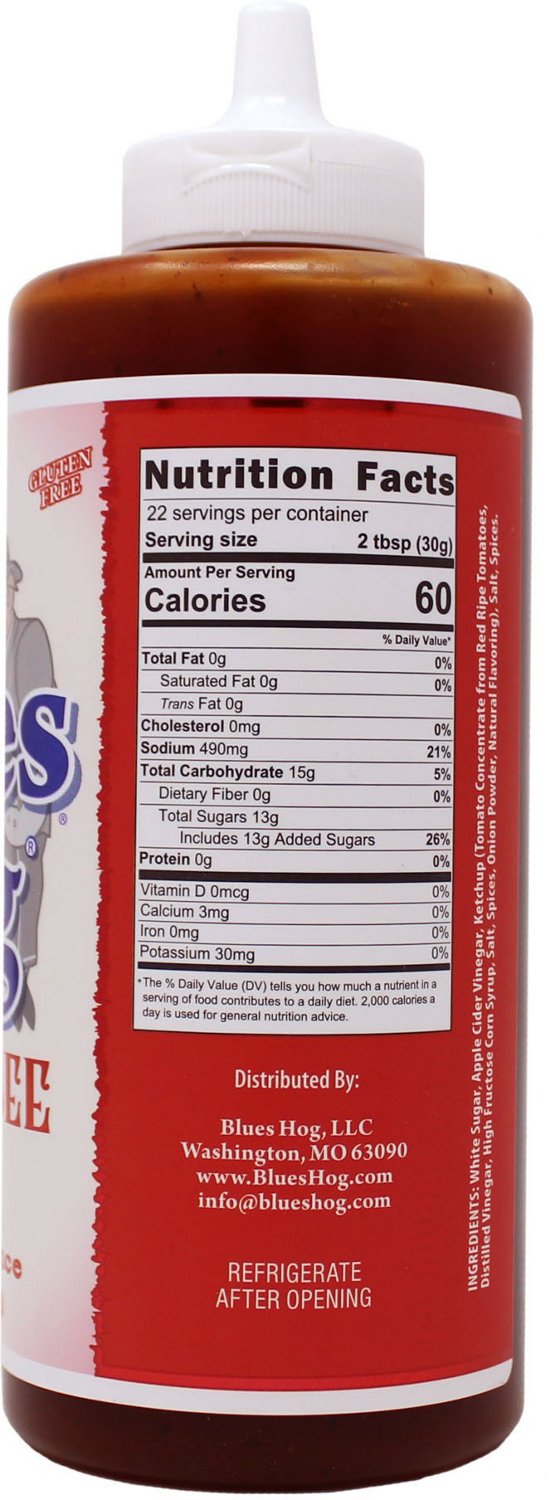 GLUTEN
FREE
es
®
®
g
EE
ce
Nutrition Facts
22 servings per container
Serving size 2 tbsp (30g)
Amount Per Serving
Calories 60
% Daily Value*
Total Fat 0g 0%
Saturated Fat 0g 0%
Trans Fat 0g
Cholesterol 0mg 0%
Sodium 490mg 21%
Total Carbohydrate 15g 5%
Dietary Fiber 0g 0%
Total Sugars 13g
Includes 13g Added Sugars 26%
Protein 0g 0%
Vitamin D 0mcg 0%
Calcium 3mg 0%
Iron 0mg 0%
Potassium 30mg 0%
*The % Daily Value (DV) tells you how much a nutrient in a
serving of food contributes to a daily diet. 2,000 calories a
day is used for general nutrition advice.
Distributed By:
Blues Hog, LLC
Washington, MO 63090
www.BluesHog.com
info@blueshog.com
REFRIGERATE
AFTER OPENING
INGREDIENTS: White Sugar, Apple Cider Vinegar, Ketchup (Tomato Concentrate from Red Ripe Tomatoes,
Distilled Vinegar, High Fructose Corn Syrup, Salt, Spices, Onion Powder, Natural Flavoring), Salt, Spices.